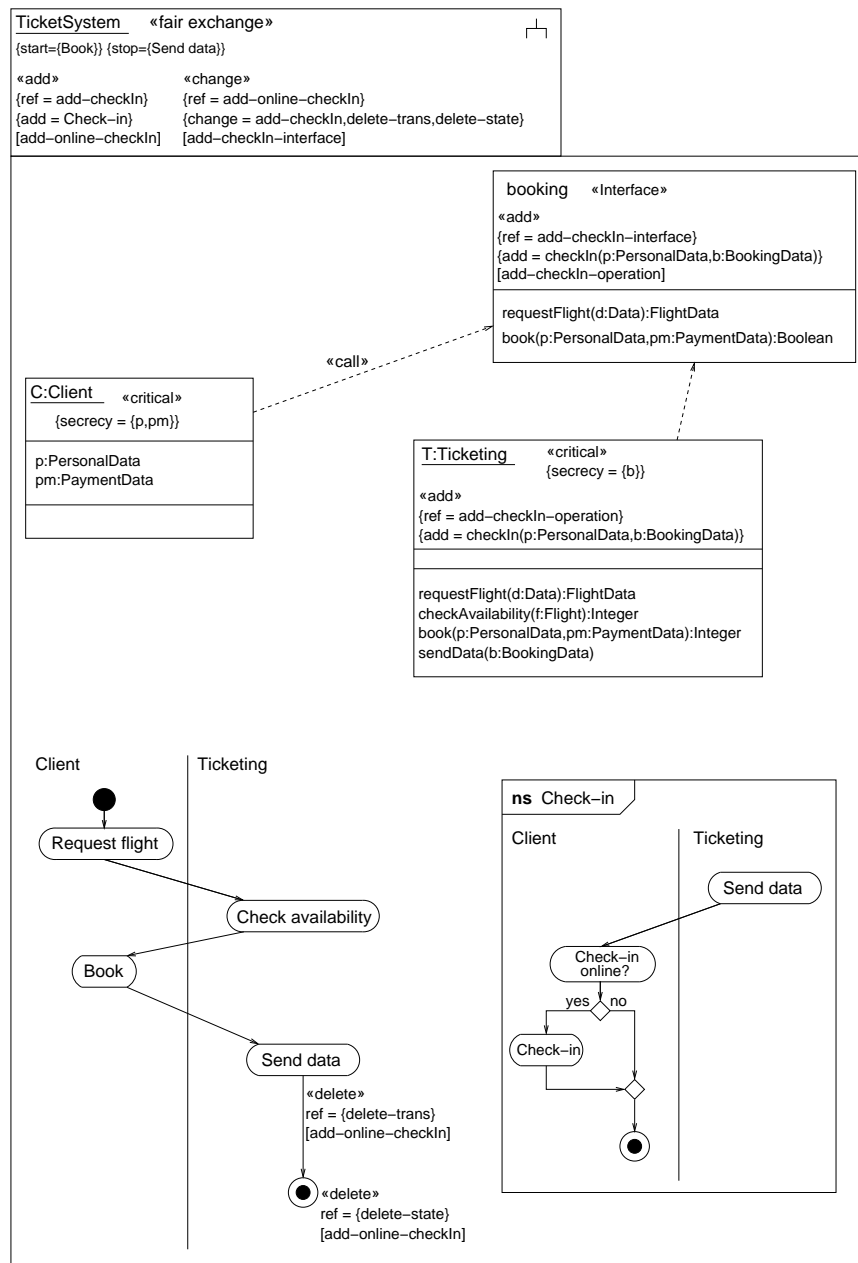 TicketSystem «fair exchange»
{start={Book}} {stop={Send data}}
«add» «change»
{ref = add−checkIn} {ref = add−online−checkIn}
{add = Check−in} {change = add−checkIn,delete−trans,delete−state}
[add−online−checkIn] [add−checkIn−interface]
booking «Interface»
«add»
{ref = add−checkIn−interface}
{add = checkIn(p:PersonalData,b:BookingData)}
[add−checkIn−operation]
requestFlight(d:Data):FlightData
book(p:PersonalData,pm:PaymentData):Boolean
«call»
C:Client «critical»
{secrecy = {p,pm}}
p:PersonalData
pm:PaymentData
T:Ticketing «critical»
{secrecy = {b}}
«add»
{ref = add−checkIn−operation}
{add = checkIn(p:PersonalData,b:BookingData)}
requestFlight(d:Data):FlightData
checkAvailability(f:Flight):Integer
book(p:PersonalData,pm:PaymentData):Integer
sendData(b:BookingData)
Client Ticketing
Request flight
Check availability
Book
Send data
«delete»
ref = {delete−trans}
[add−online−checkIn]
«delete»
ref = {delete−state}
[add−online−checkIn]
ns Check−in
Client Ticketing
Send data
Check−in
online?
yes no
Check−in